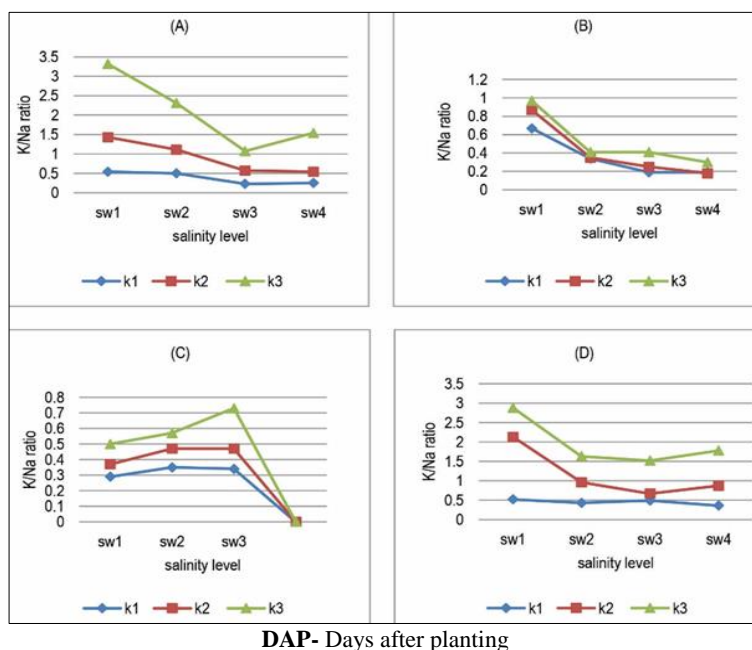 (A)
3.5
3
2.5
2
1.5
1
0.5
0
K/Na ratio
sw1 sw2 sw3 sw4
salinity level
k1 k2 k3
(B)
1.2
1
0.8
0.6
0.4
0.2
0
K/Na ratio
sw1 sw2 sw3 sw4
salinity level
k1 k2 k3
(C)
0.8
0.7
0.6
0.5
0.4
0.3
0.2
0.1
0
K/Na ratio
sw1 sw2 sw3
salinity level
k1 k2 k3
(D)
3.5
3
2.5
2
1.5
1
0.5
0
K/Na ratio
sw1 sw2 sw3 sw4
salinity level
k1 k2 k3
DAP- Days after planting